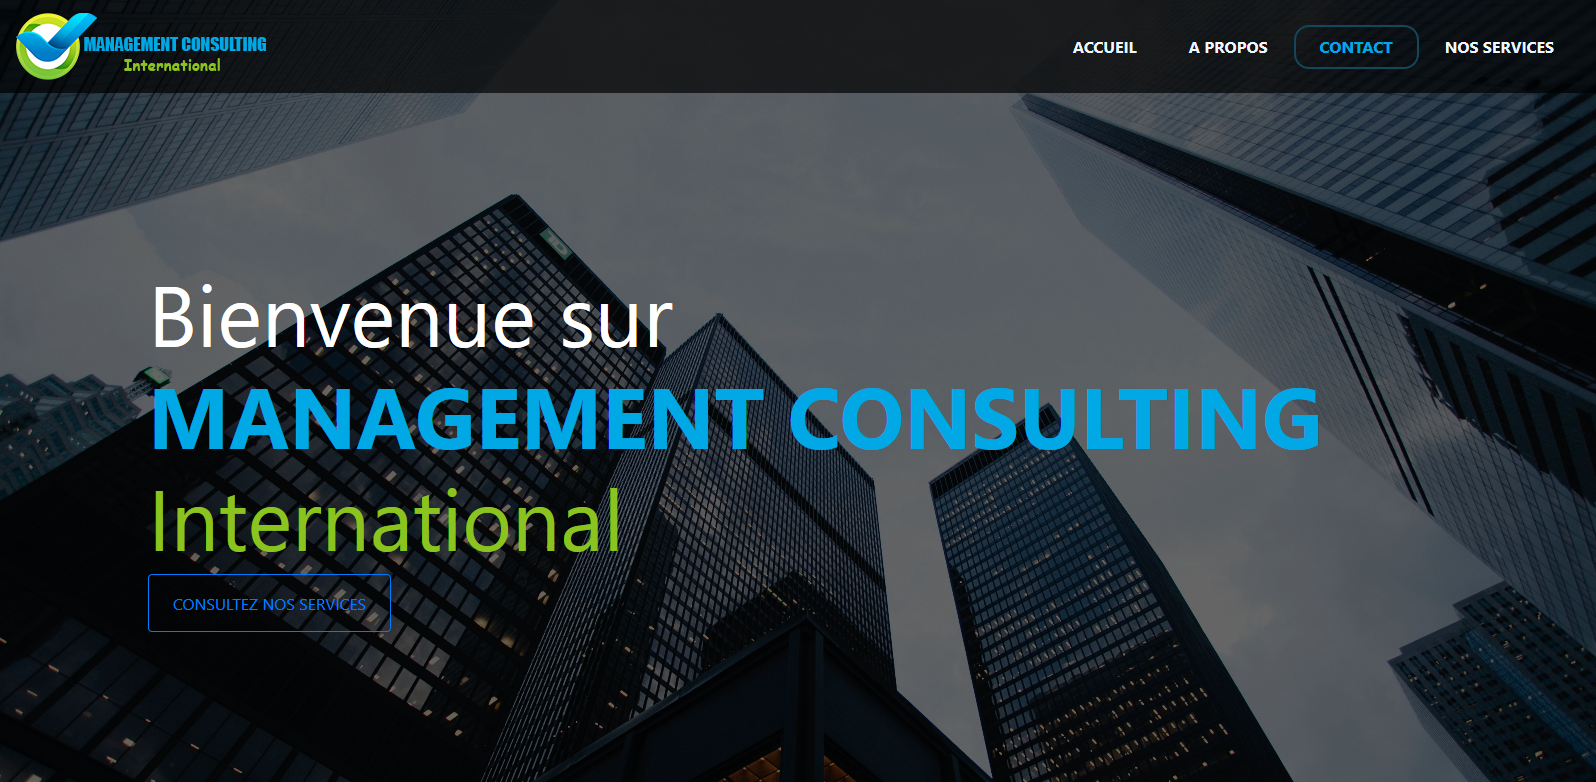 MANAGEMENT CONSULTING
International
ACCUEIL
A PROPOS
CONTACT
NOS SERVICES
Bienvenue sur
MANAGEMENT CONSULTING
International
CONSULTEZ NOS SERVICES